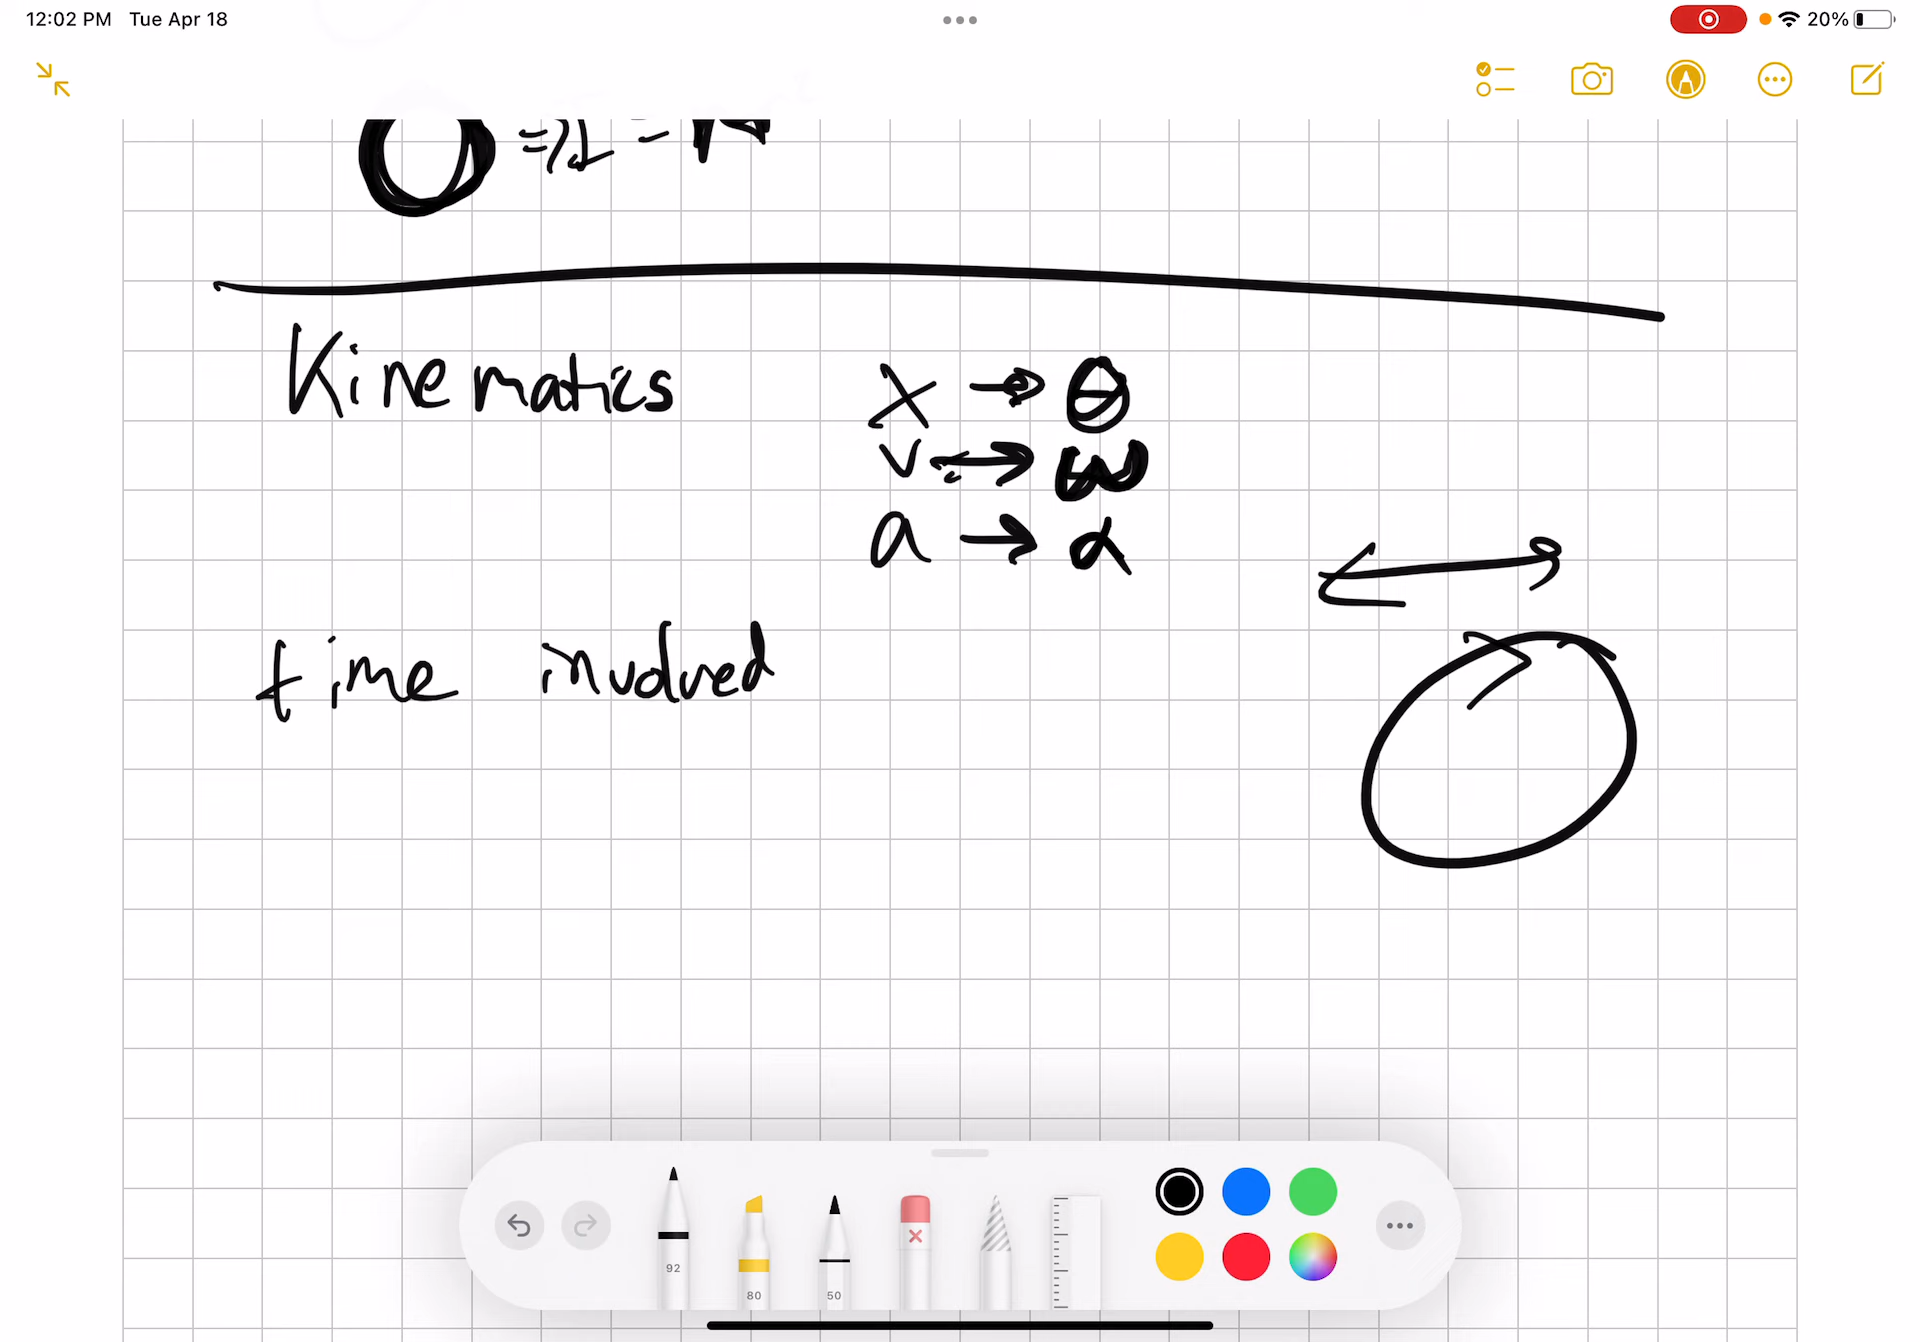 12:02 PM Tue Apr 18
20%
Kinematics
x → θ
v ↔ ω
a → α
time involved
92
80
50